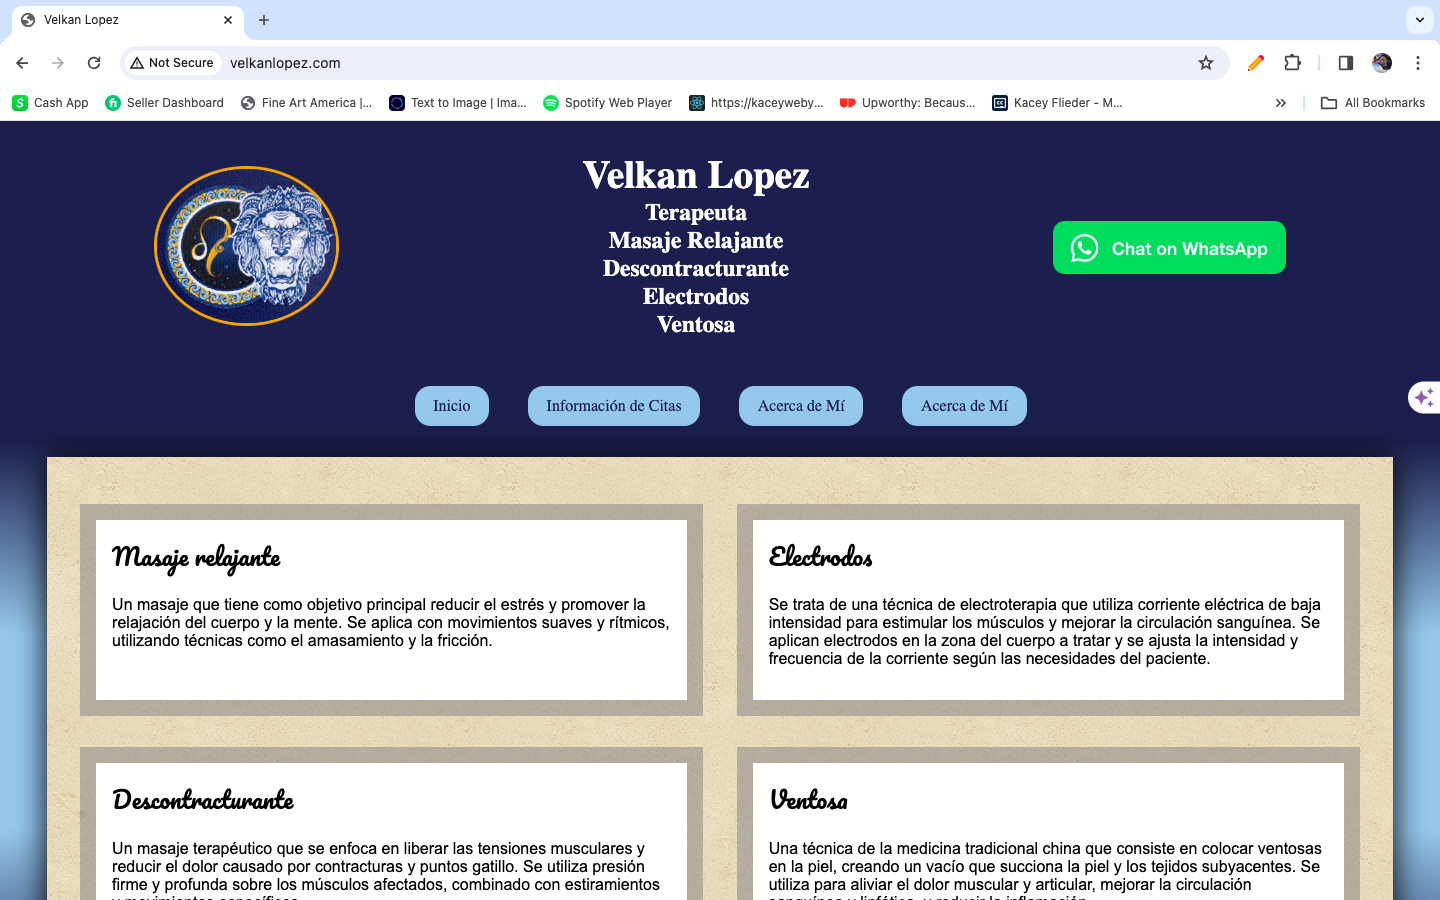 Velkan Lopez
Not Secure
velkanlopez.com
Cash App
Seller Dashboard
Fine Art America |...
Text to Image | Ima...
Spotify Web Player
https://kaceyweby...
Upworthy: Becaus...
Kacey Flieder - M...
All Bookmarks
Velkan Lopez
Terapeuta
Masaje Relajante
Descontracturante
Electrodos
Ventosa
Chat on WhatsApp
Inicio
Información de Citas
Acerca de Mí
Acerca de Mí
Masaje relajante
Un masaje que tiene como objetivo principal reducir el estrés y promover la
relajación del cuerpo y la mente. Se aplica con movimientos suaves y rítmicos,
utilizando técnicas como el amasamiento y la fricción.
Electrodos
Se trata de una técnica de electroterapia que utiliza corriente eléctrica de baja
intensidad para estimular los músculos y mejorar la circulación sanguínea. Se
aplican electrodos en la zona del cuerpo a tratar y se ajusta la intensidad y
frecuencia de la corriente según las necesidades del paciente.
Descontracturante
Un masaje terapéutico que se enfoca en liberar las tensiones musculares y
reducir el dolor causado por contracturas y puntos gatillo. Se utiliza presión
firme y profunda sobre los músculos afectados, combinado con estiramientos
y movimientos específicos.
Ventosa
Una técnica de la medicina tradicional china que consiste en colocar ventosas
en la piel, creando un vacío que succiona la piel y los tejidos subyacentes. Se
utiliza para aliviar el dolor muscular y articular, mejorar la circulación
sanguínea y linfática, y reducir la inflamación.